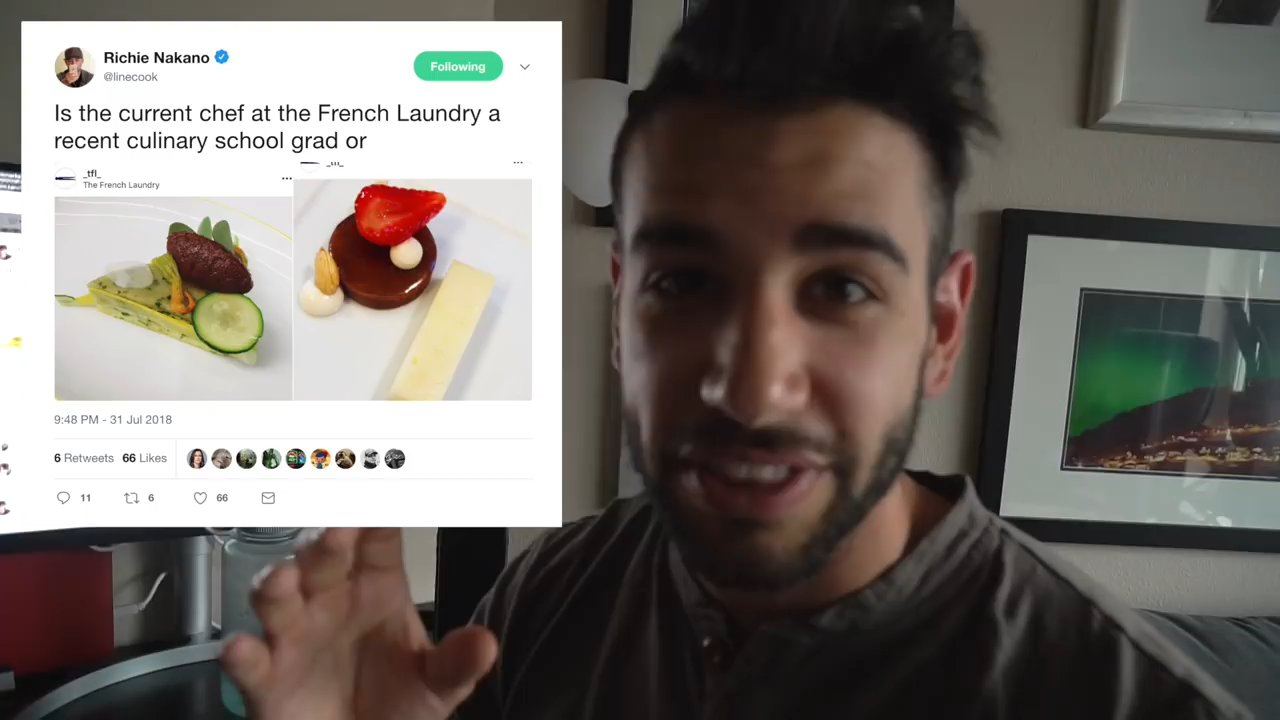 Richie Nakano
@linecook
Following
Is the current chef at the French Laundry a
recent culinary school grad or
_tfl_
The French Laundry
9:48 PM - 31 Jul 2018
6 Retweets 66 Likes
11 6 66